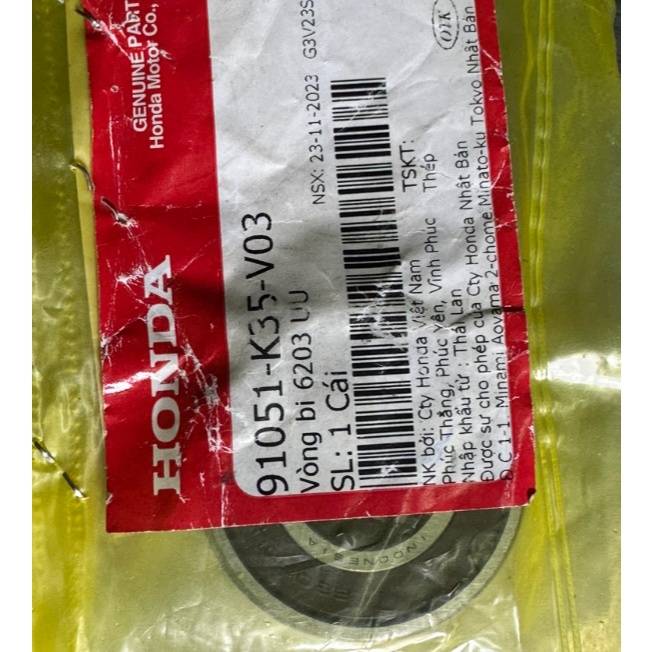 HONDA
GENUINE PART
Honda Motor Co.,
91051-K35-V03
Vòng bi 6203 UU
SL: 1 Cái
NSX: 23-11-2023 G3V23S
NK bởi: Cty Honda Việt Nam TSKT:
Phúc Thắng, Phúc Yên, Vĩnh Phúc Thép
Nhập khẩu từ : Thái Lan
Được sự cho phép của Cty Honda Nhật Bản
Đ.C 1-1 Minami Aoyama 2-chome Minato-ku Tokyo Nhật Bản
OTK
INDONESIA